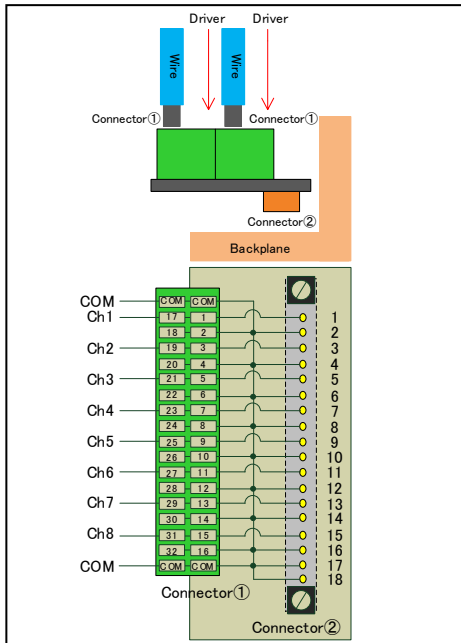 Driver Driver
Wire Wire
Connector① Connector①
Connector②
Backplane
COM COM COM
Ch1 17 1 1
18 2 2
Ch2 19 3 3
20 4 4
Ch3 21 5 5
22 6 6
Ch4 23 7 7
24 8 8
Ch5 25 9 9
26 10 10
Ch6 27 11 11
28 12 12
Ch7 29 13 13
30 14 14
Ch8 31 15 15
32 16 16
COM COM COM 17
18
Connector①
Connector②